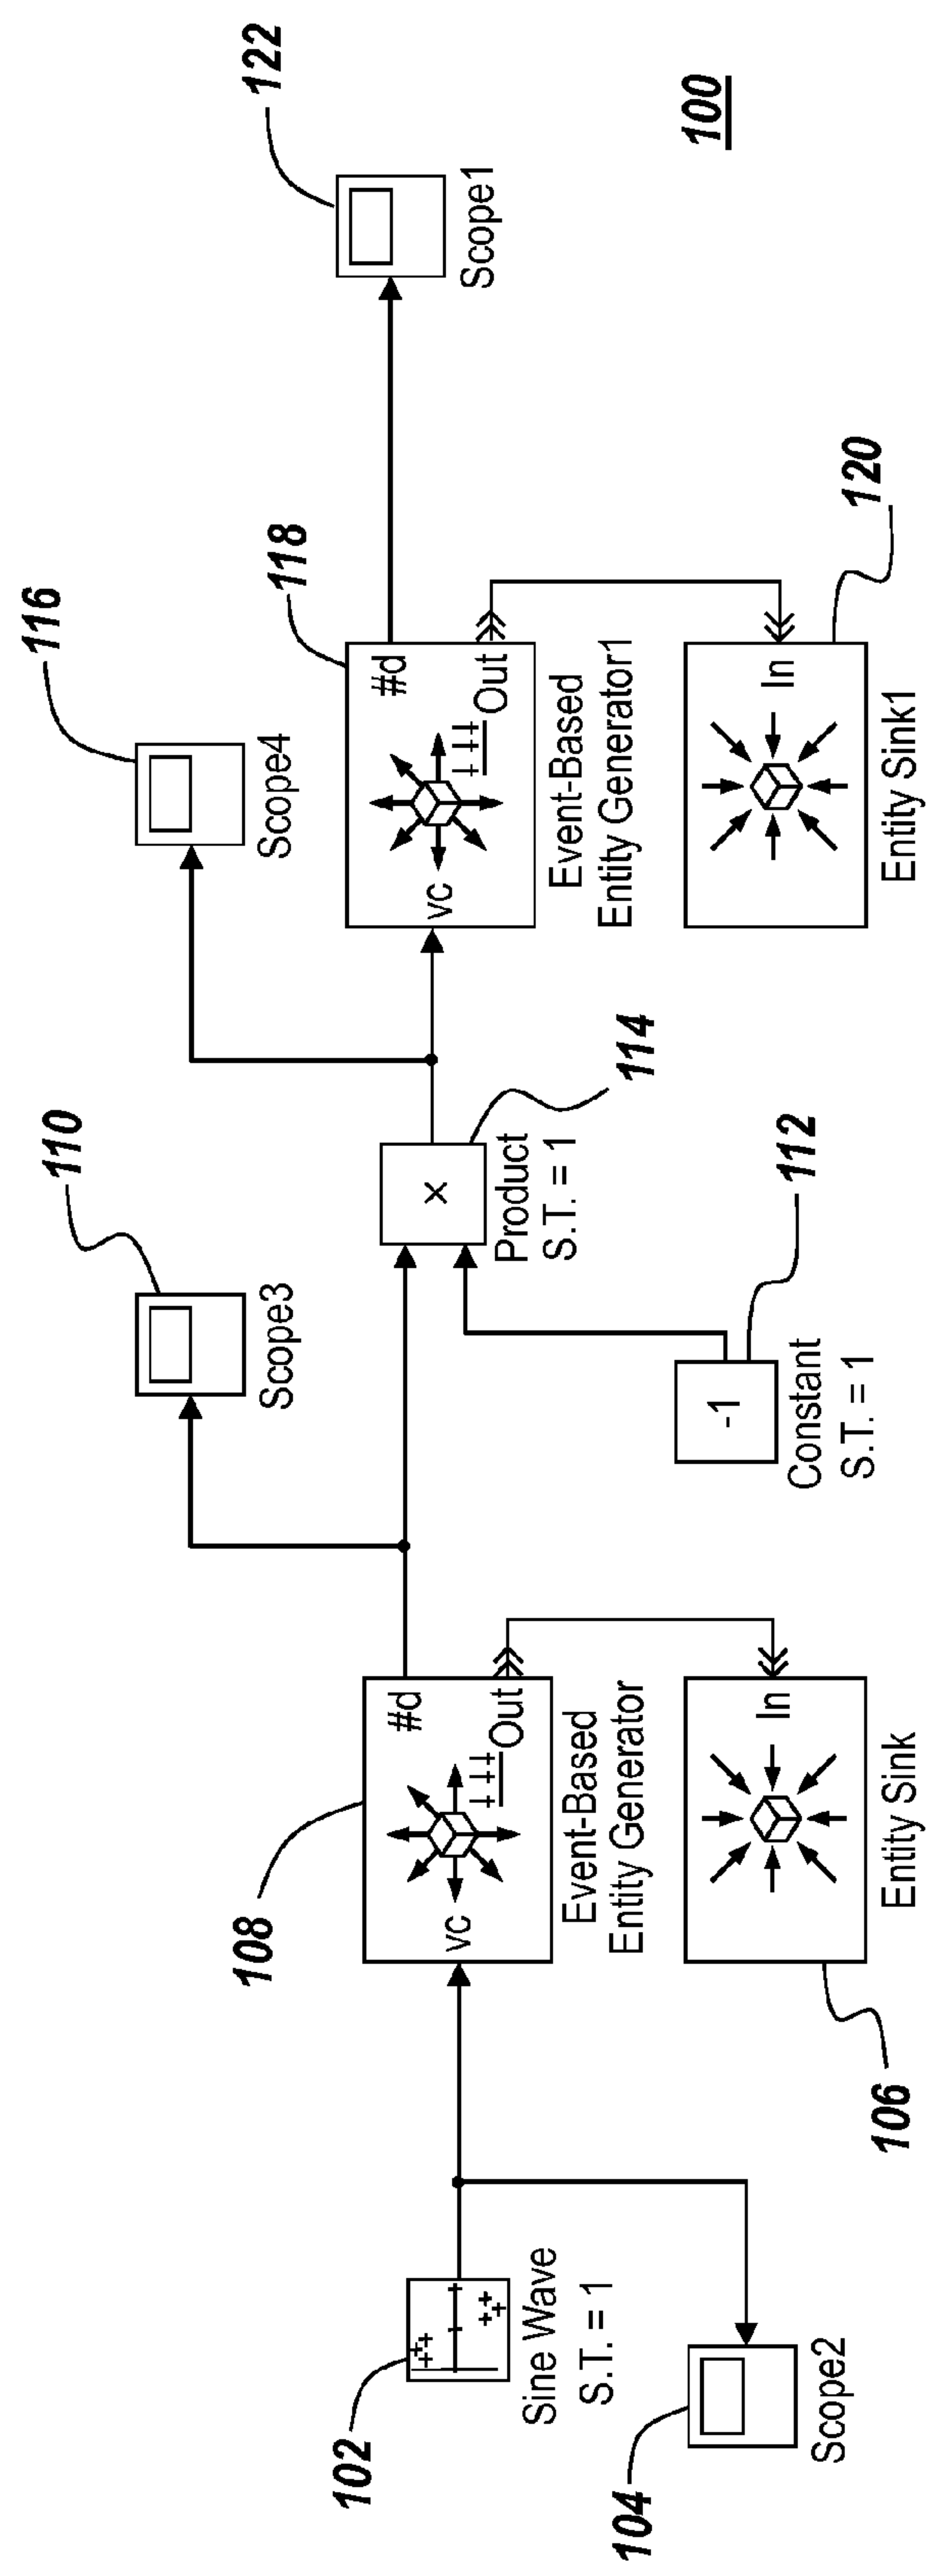 100
102
Sine Wave
S.T. = 1
104
Scope2
108
vc
#d
Out
Event-Based
Entity Generator
106
In
Entity Sink
110
Scope3
-1
Constant
S.T. = 1
112
×
Product
S.T. = 1
114
116
Scope4
118
vc
#d
Out
Event-Based
Entity Generator1
120
In
Entity Sink1
122
Scope1